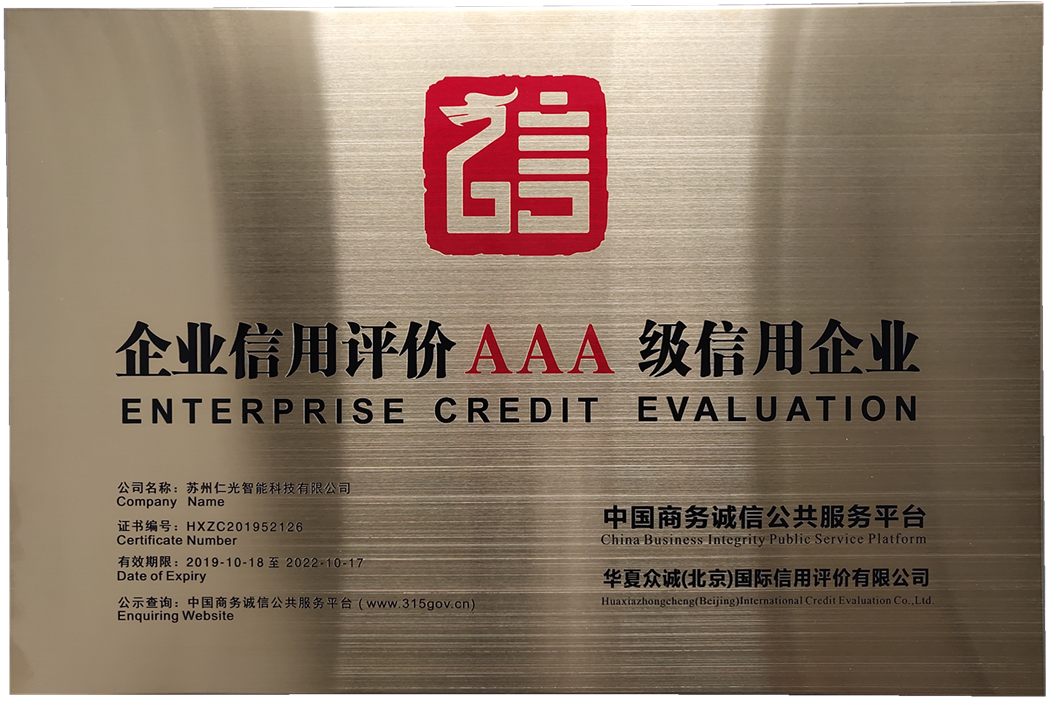 信
企业信用评价AAA 级信用企业
ENTERPRISE CREDIT EVALUATION
公司名称：苏州仁光智能科技有限公司
Company Name
证书编号：HXZC201952126
Certificate Number
有效期限：2019-10-18 至 2022-10-17
Date of Expiry
公示查询：中国商务诚信公共服务平台（www.315gov.cn)
Enquiring Website
中国商务诚信公共服务平台
China Business Integrity Public Service Platform
华夏众诚(北京)国际信用评价有限公司
Huaxiazhongcheng(Beijing)International Credit Evaluation Co.,Ltd.